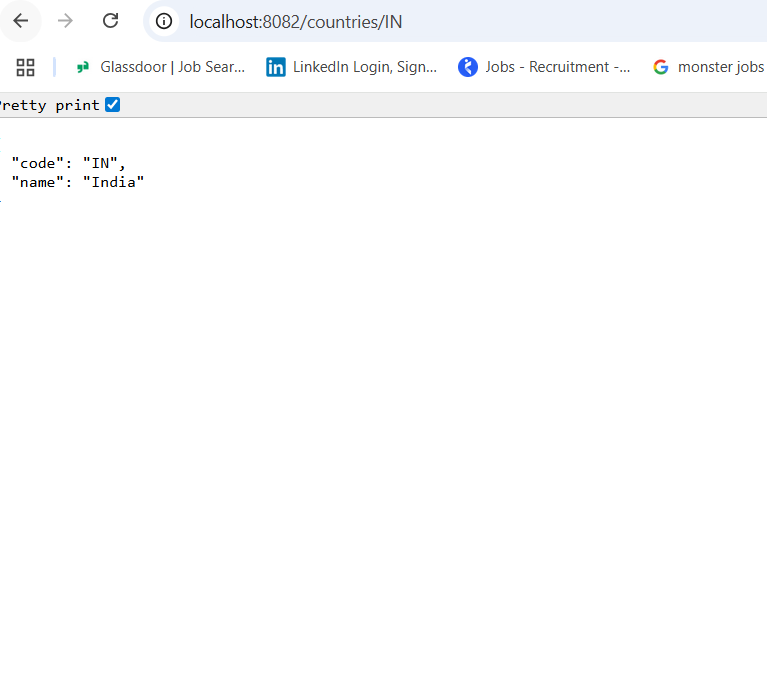 localhost:8082/countries/IN
Glassdoor | Job Sear... LinkedIn Login, Sign... Jobs - Recruitment -... monster jobs
Pretty print
"code": "IN",
"name": "India"